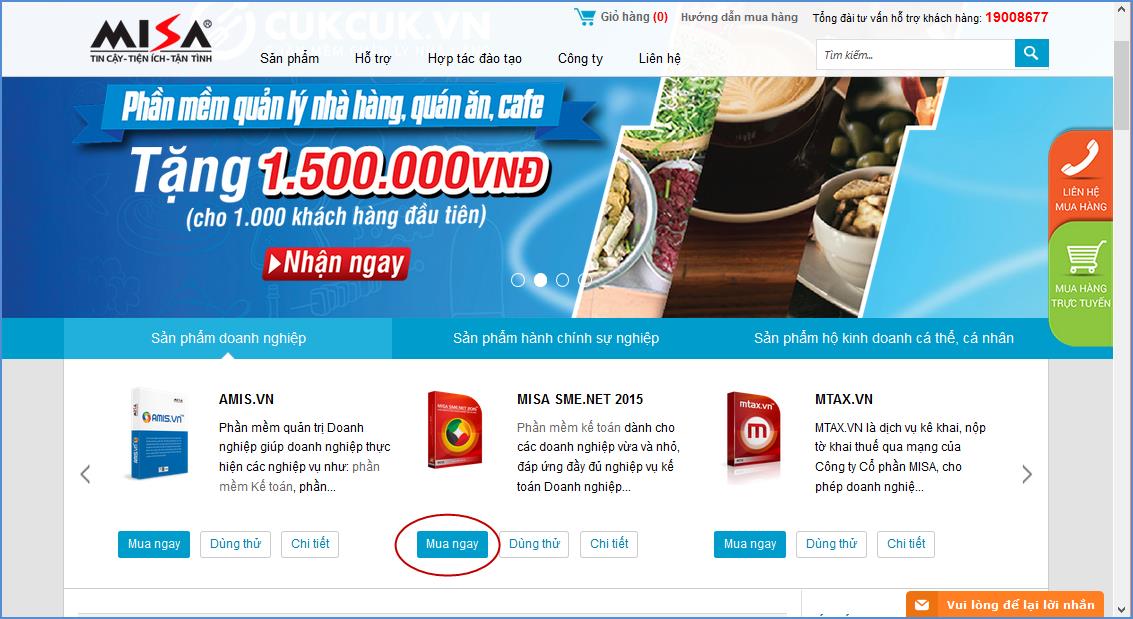 MISA®
TIN CẬY-TIỆN ÍCH-TẬN TÌNH
CUKCUK.VN
Giỏ hàng (0)
Hướng dẫn mua hàng
Tổng đài tư vấn hỗ trợ khách hàng: 19008677
Sản phẩm
Hỗ trợ
Hợp tác đào tạo
Công ty
Liên hệ
Tìm kiếm...
Phần mềm quản lý nhà hàng, quán ăn, cafe
Tặng 1.500.000VNĐ
(cho 1.000 khách hàng đầu tiên)
Nhận ngay
LIÊN HỆ
MUA HÀNG
MUA HÀNG
TRỰC TUYẾN
Sản phẩm doanh nghiệp
Sản phẩm hành chính sự nghiệp
Sản phẩm hộ kinh doanh cá thể, cá nhân
AMIS.VN
AMIS.VN
Phần mềm quản trị Doanh
nghiệp giúp doanh nghiệp thực
hiện các nghiệp vụ như: phần
mềm Kế toán, phần...
Mua ngay
Dùng thử
Chi tiết
MISA SME.NET 2015
MISA SME.NET 2015
Phần mềm kế toán dành cho
các doanh nghiệp vừa và nhỏ,
đáp ứng đầy đủ nghiệp vụ kế
toán Doanh nghiệp...
Mua ngay
Dùng thử
Chi tiết
mtax.vn
m
MTAX.VN
MTAX.VN là dịch vụ kê khai, nộp
tờ khai thuế qua mạng của
Công ty Cổ phần MISA, cho
phép doanh nghiệ...
Mua ngay
Dùng thử
Chi tiết
Vui lòng để lại lời nhắn